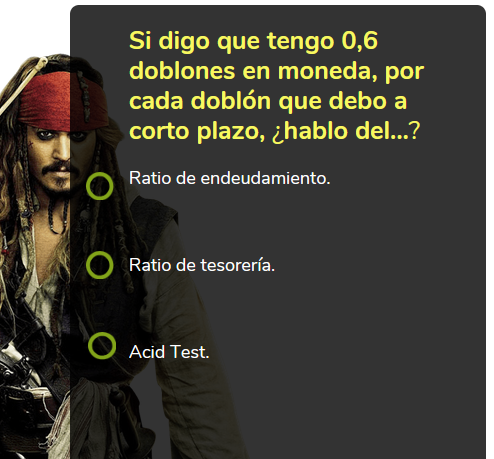 Si digo que tengo 0,6
doblones en moneda, por
cada doblón que debo a
corto plazo, ¿hablo del...?
Ratio de endeudamiento.
Ratio de tesorería.
Acid Test.